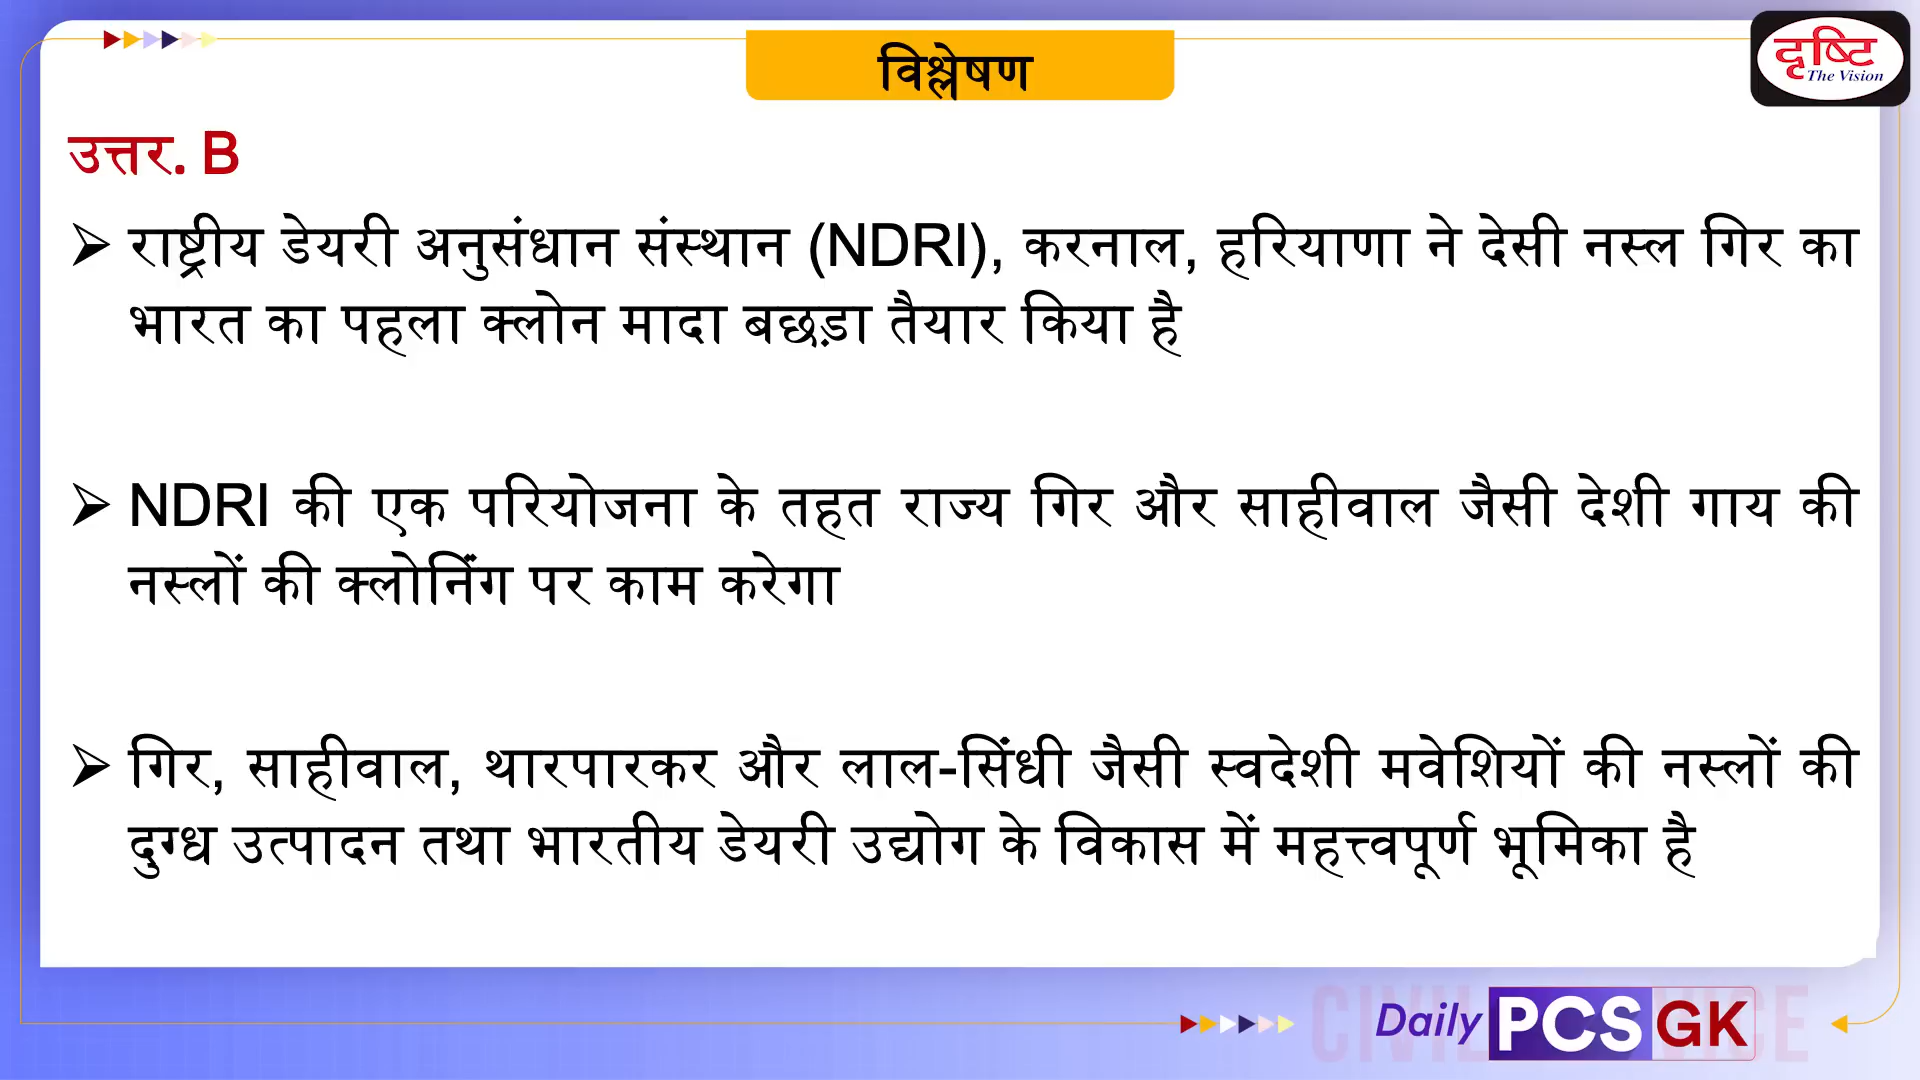 विश्लेषण
दृष्टि
The Vision
उत्तर. B
➢ राष्ट्रीय डेयरी अनुसंधान संस्थान (NDRI), करनाल, हरियाणा ने देसी नस्ल गिर का
भारत का पहला क्लोन मादा बछड़ा तैयार किया है
➢ NDRI की एक परियोजना के तहत राज्य गिर और साहीवाल जैसी देशी गाय की
नस्लों की क्लोनिंग पर काम करेगा
➢ गिर, साहीवाल, थारपारकर और लाल-सिंधी जैसी स्वदेशी मवेशियों की नस्लों की
दुग्ध उत्पादन तथा भारतीय डेयरी उद्योग के विकास में महत्त्वपूर्ण भूमिका है
Daily PCS GK